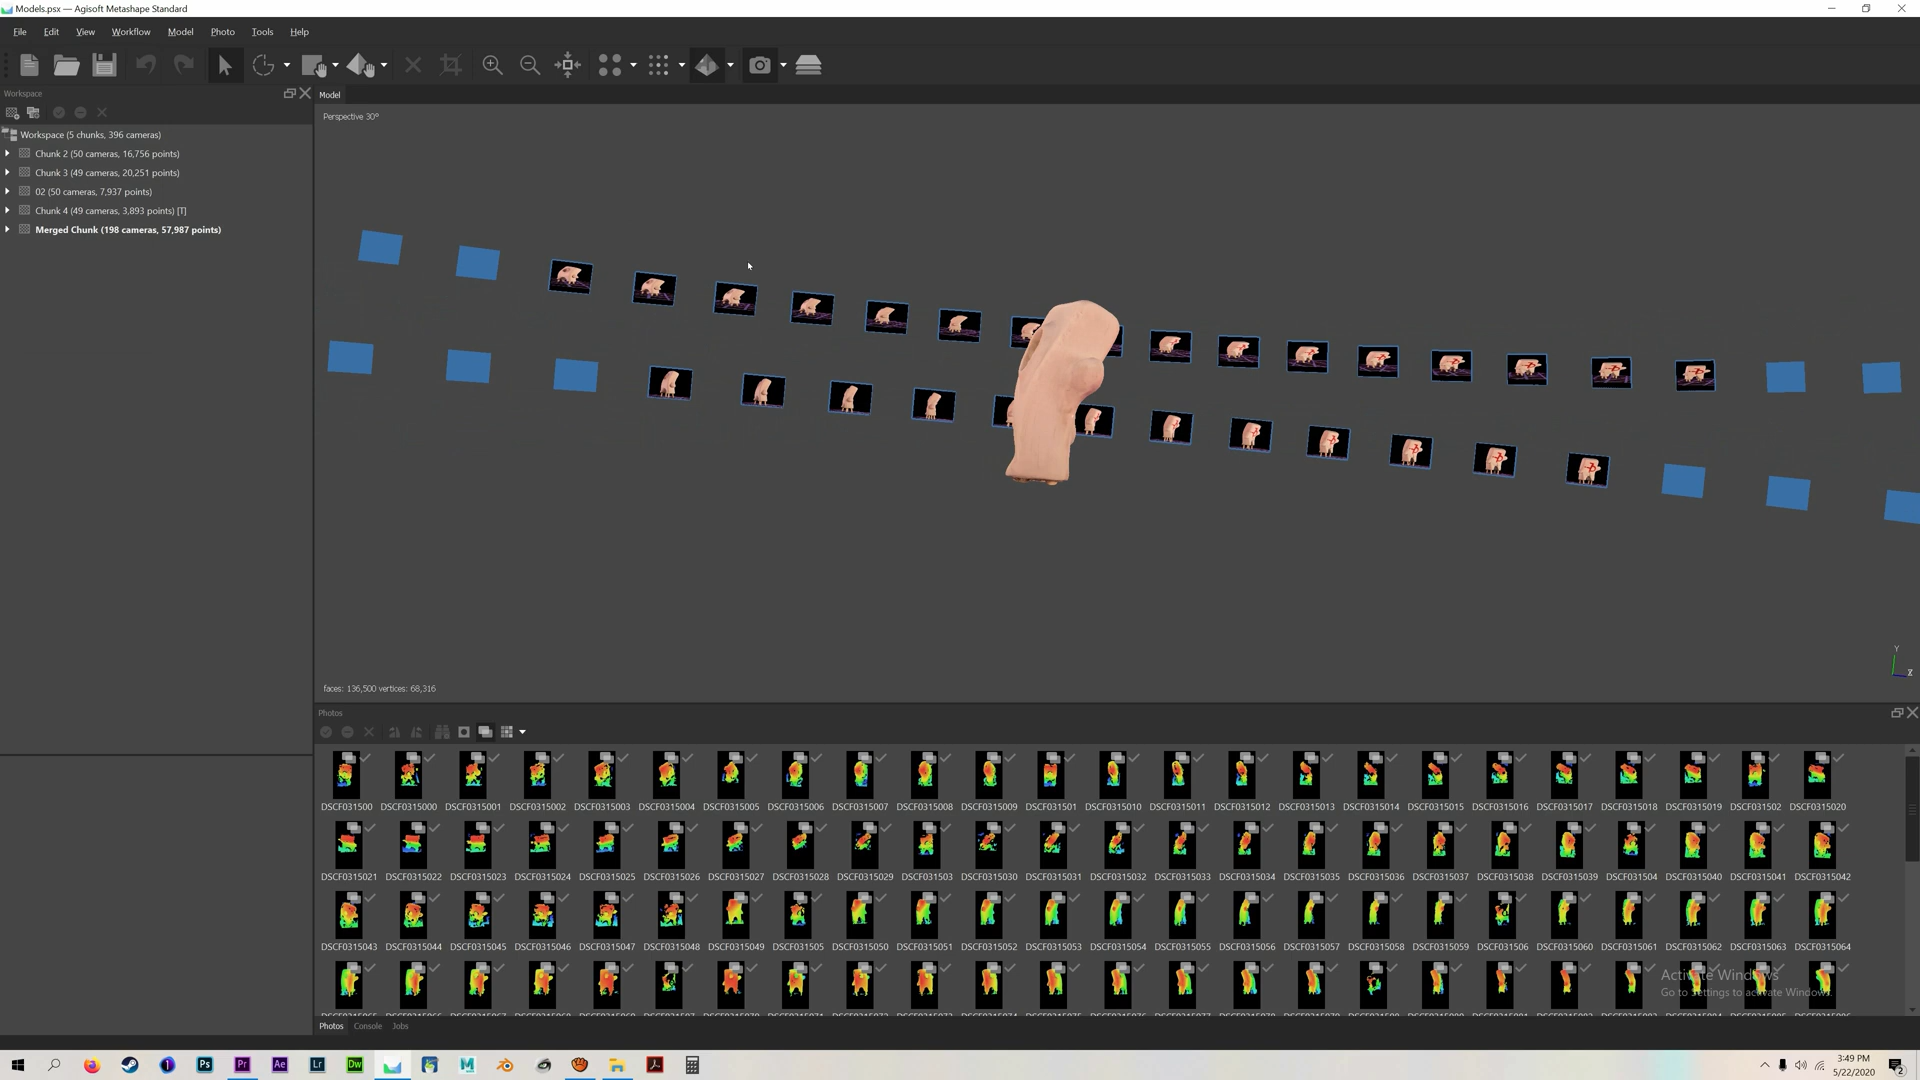 Models.psx — Agisoft Metashape Standard
File Edit View Workflow Model Photo Tools Help
Workspace
Model
Perspective 30°
Workspace (5 chunks, 396 cameras)
Chunk 2 (50 cameras, 16,756 points)
Chunk 3 (49 cameras, 20,251 points)
02 (50 cameras, 7,937 points)
Chunk 4 (49 cameras, 3,893 points) [T]
Merged Chunk (198 cameras, 57,987 points)
Y
faces: 136,500 vertices: 68,316
Photos
DSCF031500 DSCF0315000 DSCF0315001 DSCF0315002 DSCF0315003 DSCF0315004 DSCF0315005 DSCF0315006 DSCF0315007 DSCF0315008 DSCF0315009 DSCF031501 DSCF0315010 DSCF0315011 DSCF0315012 DSCF0315013 DSCF0315014 DSCF0315015 DSCF0315016 DSCF0315017 DSCF0315018 DSCF0315019 DSCF031502 DSCF0315020
DSCF0315021 DSCF0315022 DSCF0315023 DSCF0315024 DSCF0315025 DSCF0315026 DSCF0315027 DSCF0315028 DSCF0315029 DSCF031503 DSCF0315030 DSCF0315031 DSCF0315032 DSCF0315033 DSCF0315034 DSCF0315035 DSCF0315036 DSCF0315037 DSCF0315038 DSCF0315039 DSCF031504 DSCF0315040 DSCF0315041 DSCF0315042
DSCF0315043 DSCF0315044 DSCF0315045 DSCF0315046 DSCF0315047 DSCF0315048 DSCF0315049 DSCF031505 DSCF0315050 DSCF0315051 DSCF0315052 DSCF0315053 DSCF0315054 DSCF0315055 DSCF0315056 DSCF0315057 DSCF0315058 DSCF0315059 DSCF031506 DSCF0315060 DSCF0315061 DSCF0315062 DSCF0315063 DSCF0315064
Activate Windows
Go to Settings to activate Windows.
Photos Console Jobs
Ps Pr Ae Lr Dw M
3:49 PM
5/22/2020
2